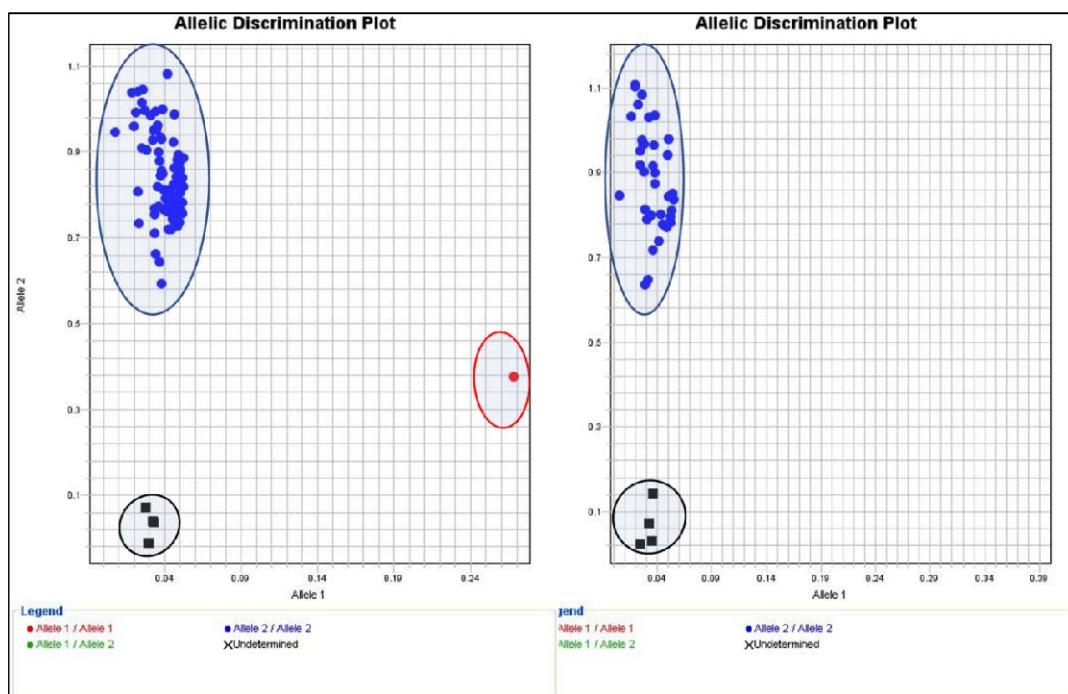 Allelic Discrimination Plot
1.1
0.9
0.7
0.5
0.3
0.1
Allele 2
0.04 0.09 0.14 0.19 0.24
Allele 1
Legend
Allele 1 / Allele 1 Allele 2 / Allele 2
Allele 1 / Allele 2 Undetermined
Allelic Discrimination Plot
1.1
0.9
0.7
0.5
0.3
0.1
0.04 0.09 0.14 0.19 0.24 0.29 0.34 0.39
Allele 1
gend
Allele 1 / Allele 1 Allele 2 / Allele 2
Allele 1 / Allele 2 Undetermined